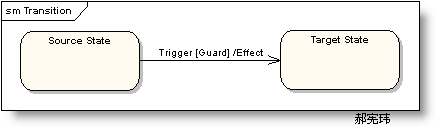 sm Transition
Source State
Trigger [Guard] /Effect
Target State
郝宪玮